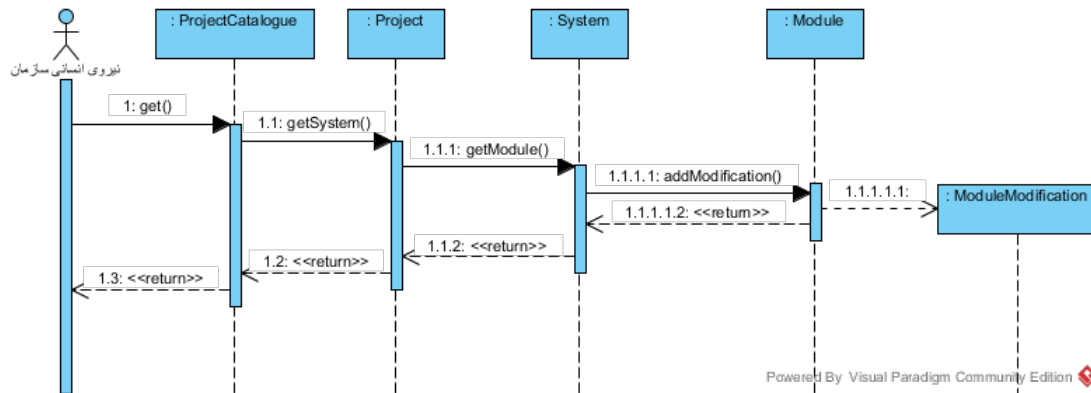 : ProjectCatalogue
: Project
: System
: Module
نیروی انسانی سازمان
1: get()
1.1: getSystem()
1.1.1: getModule()
1.1.1.1: addModification()
1.1.1.1.1:
: ModuleModification
1.1.1.1.2: <<return>>
1.1.2: <<return>>
1.2: <<return>>
1.3: <<return>>
Powered By Visual Paradigm Community Edition